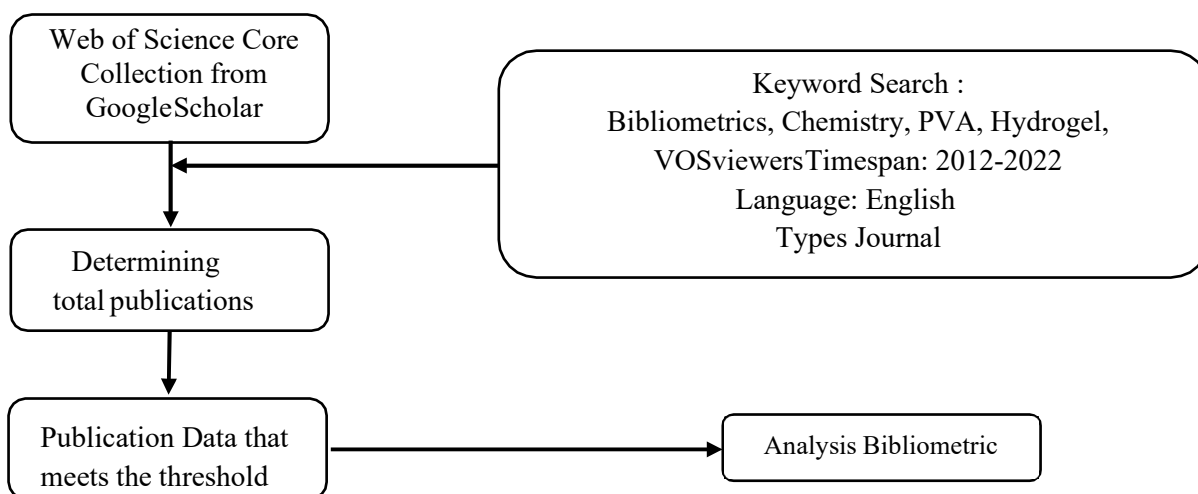 Web of Science Core
Collection from
GoogleScholar
Keyword Search :
Bibliometrics, Chemistry, PVA, Hydrogel,
VOSviewersTimespan: 2012-2022
Language: English
Types Journal
Determining
total publications
Publication Data that
meets the threshold
Analysis Bibliometric